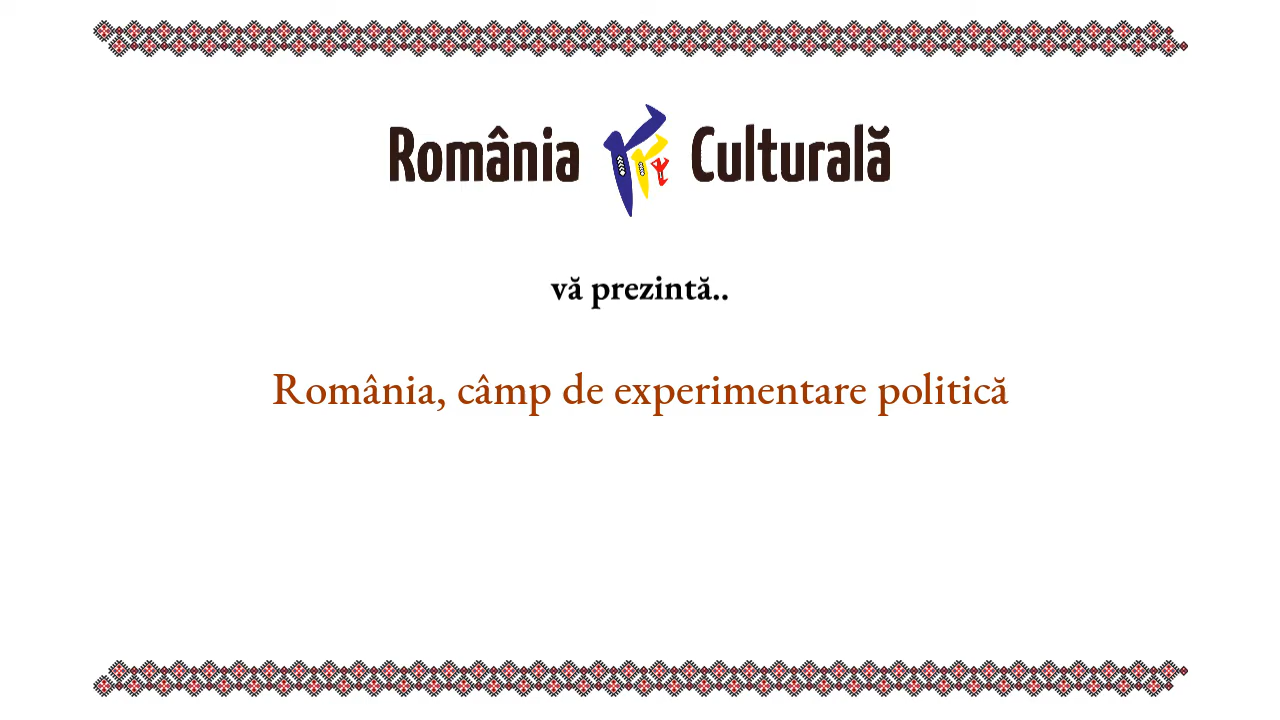 România Culturală
vă prezintă..
România, câmp de experimentare politică